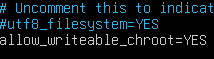 # Uncomment this to indicat
#utf8_filesystem=YES
allow_writeable_chroot=YES